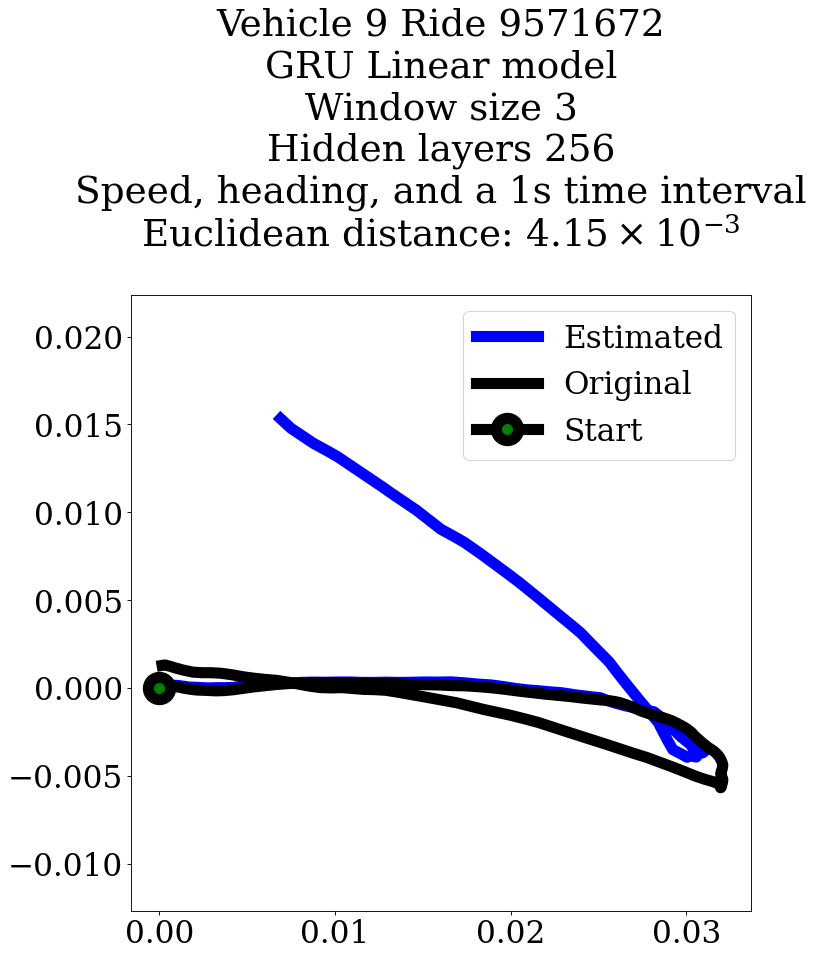 Vehicle 9 Ride 9571672
GRU Linear model
Window size 3
Hidden layers 256
Speed, heading, and a 1s time interval
Euclidean distance: 4.15 × 10⁻³
Estimated
Original
Start
0.020
0.015
0.010
0.005
0.000
−0.005
−0.010
0.00 0.01 0.02 0.03